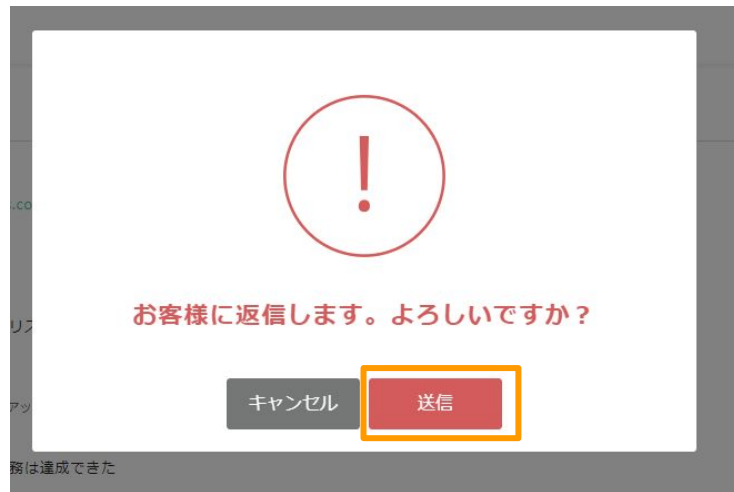 .co
お客様に返信します。よろしいですか？
リス
キャンセル 送信
アッ
務は達成できた